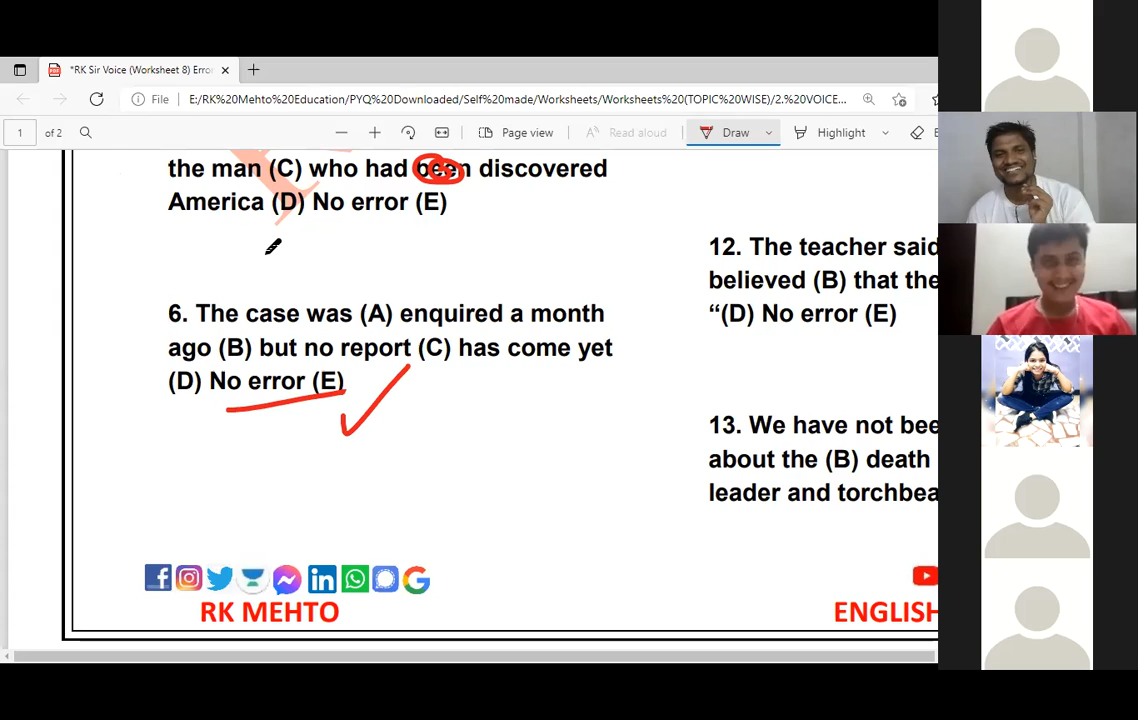 *RK Sir Voice (Worksheet 8) Erro
File
E:/RK%20Mehto%20Education/PYQ%20Downloaded/Self%20made/Worksheets/Worksheets%20(TOPIC%20WISE)/2.%20VOICE...
1 of 2
Page view
Read aloud
Draw
Highlight
E
the man (C) who had been discovered
America (D) No error (E)
6. The case was (A) enquired a month
ago (B) but no report (C) has come yet
(D) No error (E)
12. The teacher said
believed (B) that the
“(D) No error (E)
13. We have not bee
about the (B) death
leader and torchbea
RK MEHTO
ENGLISH